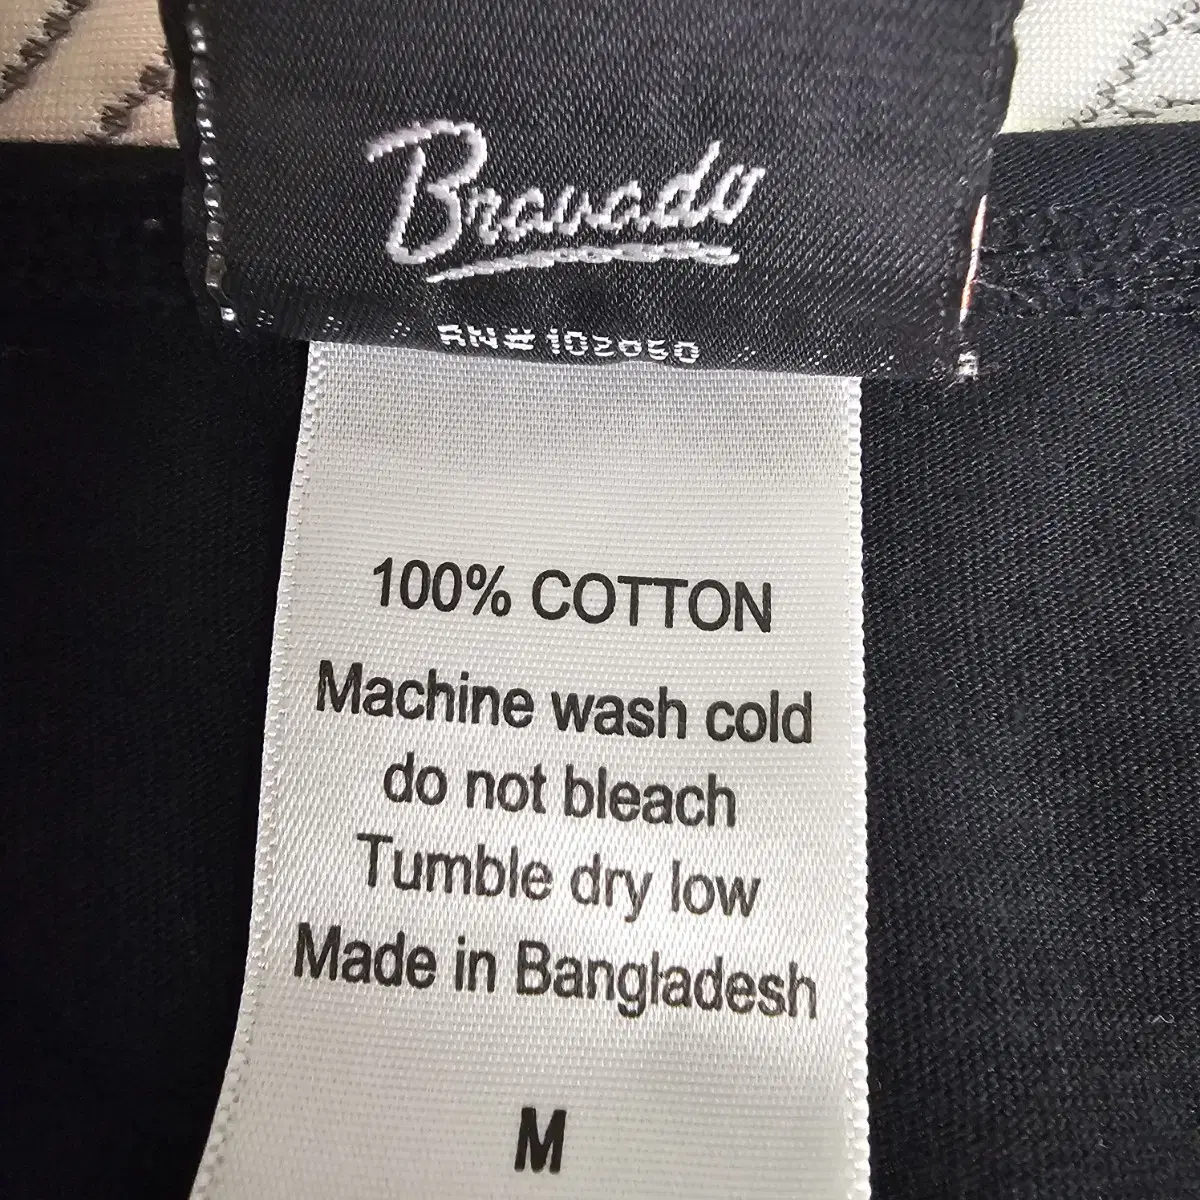 Bravado
RN#102050
100% COTTON
Machine wash cold
do not bleach
Tumble dry low
Made in Bangladesh
M